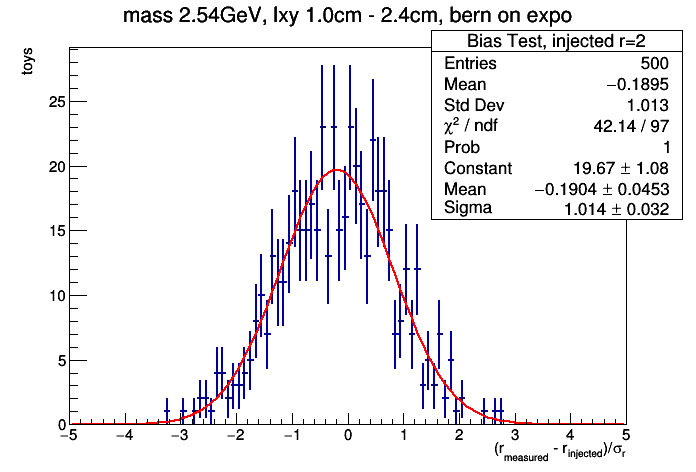 mass 2.54GeV, lxy 1.0cm - 2.4cm, bern on expo
Bias Test, injected r=2
Entries 500
Mean −0.1895
Std Dev 1.013
χ² / ndf 42.14 / 97
Prob 1
Constant 19.67 ± 1.08
Mean −0.1904 ± 0.0453
Sigma 1.014 ± 0.032
toys
25
20
15
10
5
0
−5 −4 −3 −2 −1 0 1 2 3 4 5
(r_measured - r_injected)/σ_r